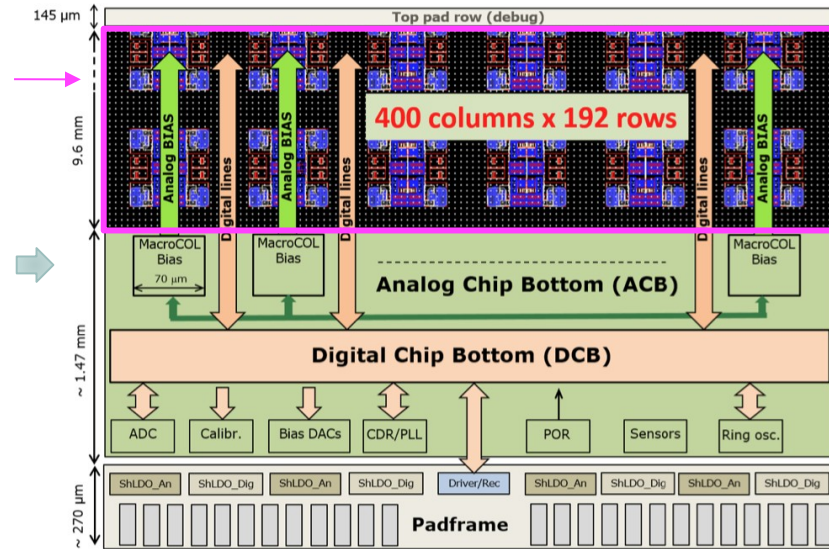 145 µm
Top pad row (debug)
9.6 mm
400 columns x 192 rows
Analog BIAS
Digital lines
Analog BIAS
Digital lines
Digital lines
Analog BIAS
MacroCOL
Bias
70 µm
MacroCOL
Bias
MacroCOL
Bias
Analog Chip Bottom (ACB)
~ 1.47 mm
Digital Chip Bottom (DCB)
ADC
Calibr.
Bias DACs
CDR/PLL
POR
Sensors
Ring osc.
~ 270 µm
ShLDO_An
ShLDO_Dig
ShLDO_An
ShLDO_Dig
Driver/Rec
ShLDO_An
ShLDO_Dig
ShLDO_An
ShLDO_Dig
Padframe